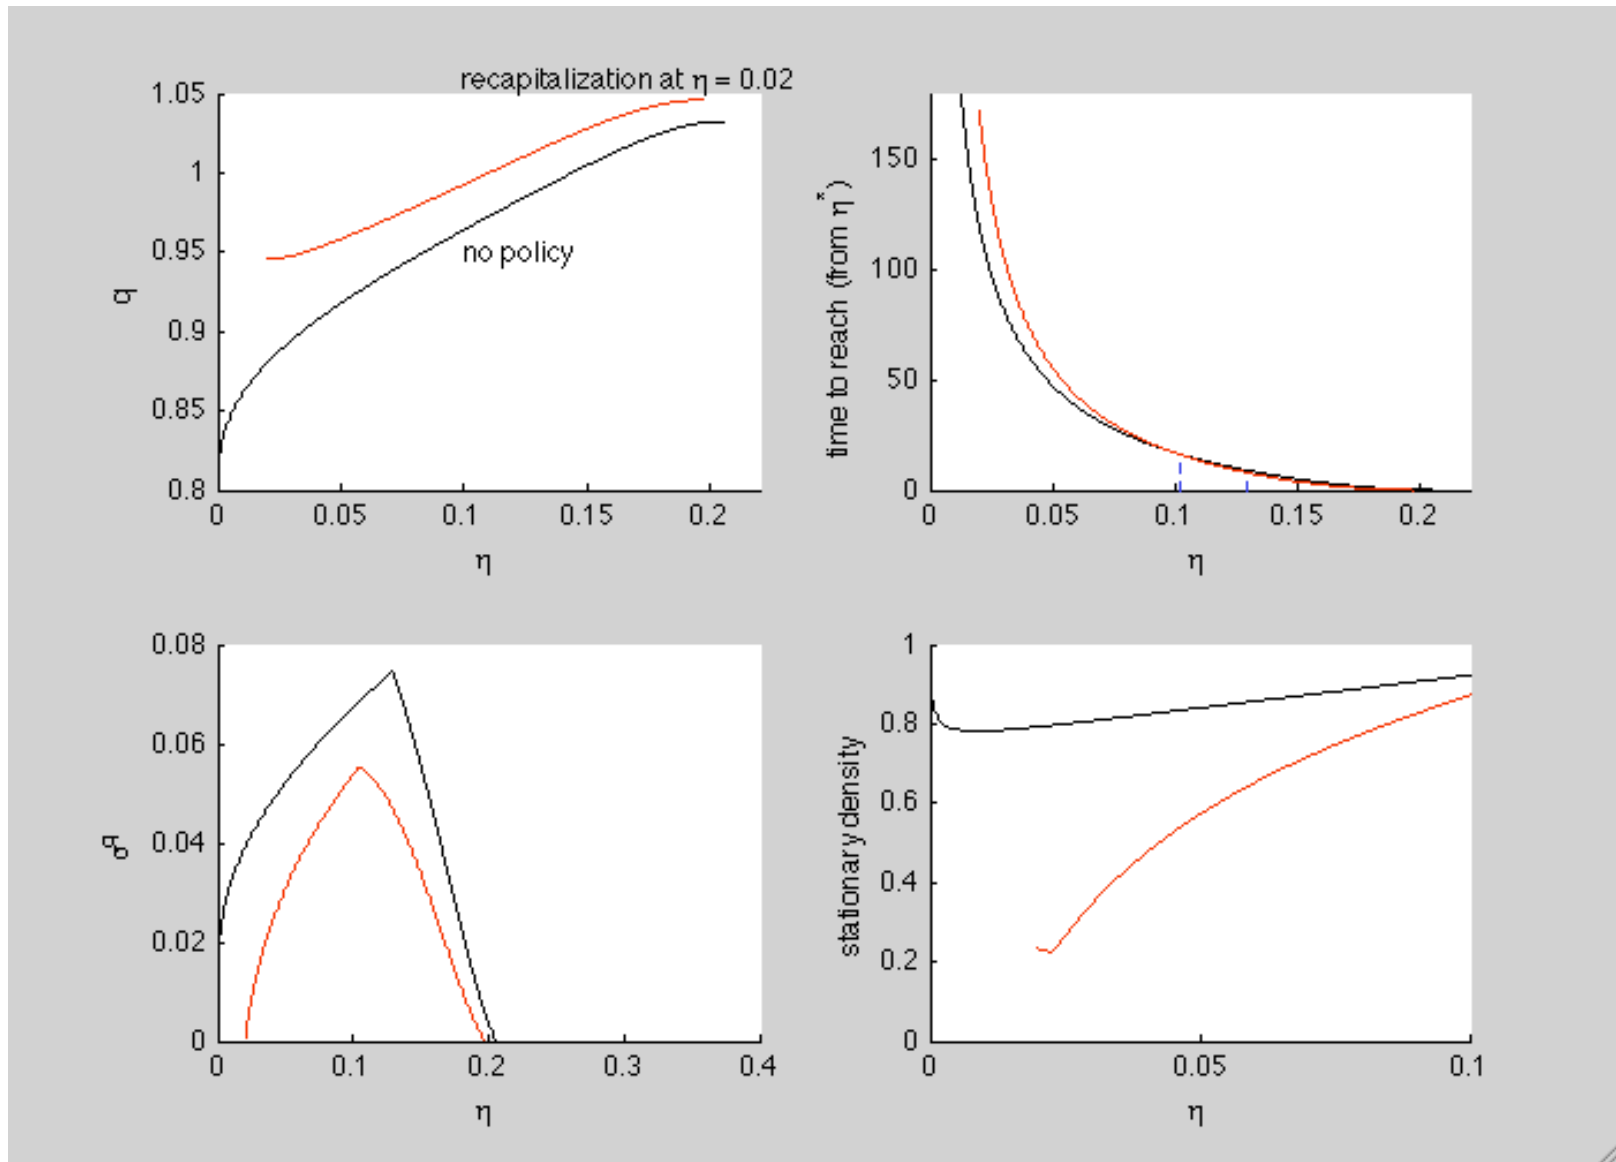 recapitalization at η = 0.02
1.05
1
0.95
0.9
0.85
0.8
q
no policy
0 0.05 0.1 0.15 0.2
η
150
100
50
0
time to reach (from η*)
0 0.05 0.1 0.15 0.2
η
0.08
0.06
0.04
0.02
0
σq
0 0.1 0.2 0.3 0.4
η
1
0.8
0.6
0.4
0.2
0
stationary density
0 0.05 0.1
η